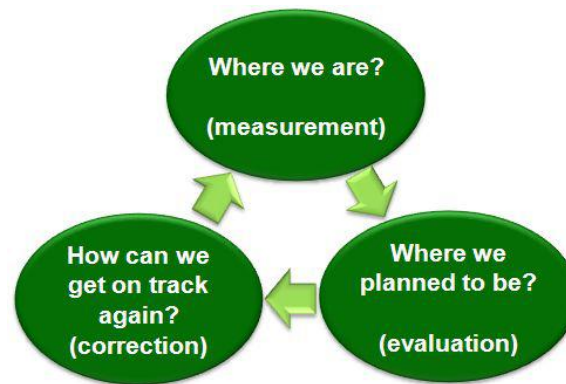 Where we are?
(measurement)
Where we
planned to be?
(evaluation)
How can we
get on track
again?
(correction)